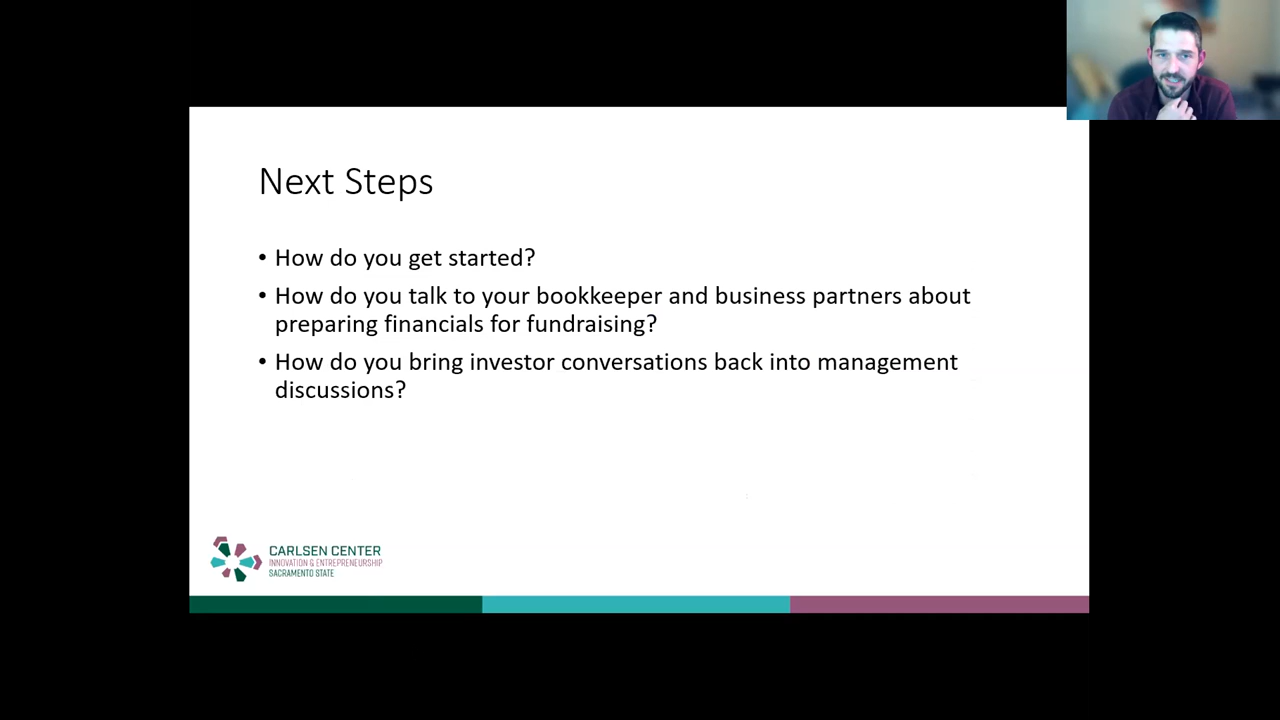 Next Steps
• How do you get started?
• How do you talk to your bookkeeper and business partners about
preparing financials for fundraising?
• How do you bring investor conversations back into management
discussions?
CARLSEN CENTER
INNOVATION & ENTREPRENEURSHIP
SACRAMENTO STATE